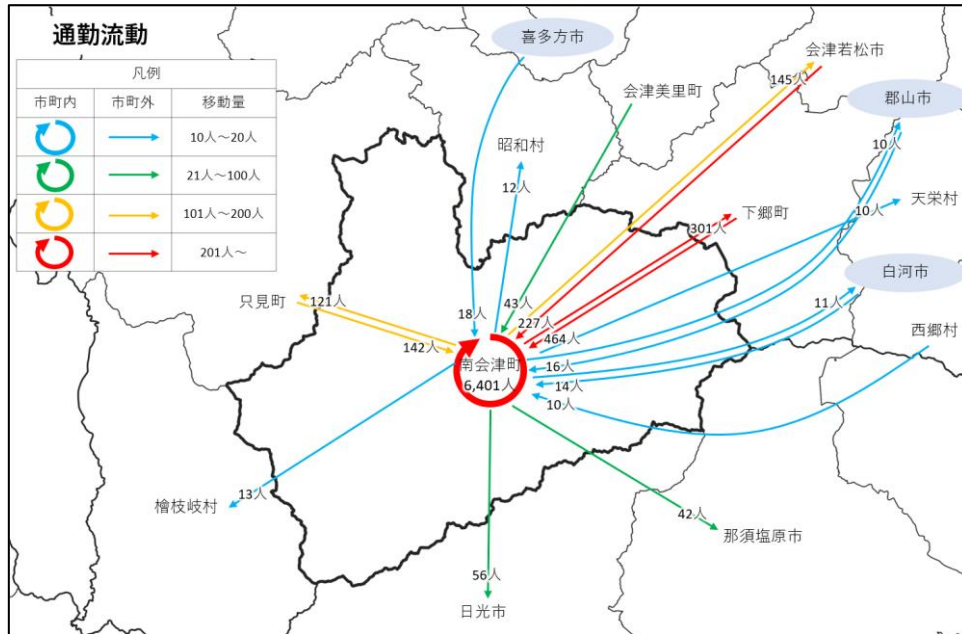 通勤流動
凡例
市町内 市町外 移動量
10人~20人
21人~100人
101人~200人
201人~
喜多方市
会津若松市
145人
会津美里町
郡山市
10人
昭和村
12人
天栄村
10人
下郷町
301人
白河市
11人
只見町
121人
142人
18人
43人
227人
464人
西郷村
南会津町
6,401人
16人
14人
10人
檜枝岐村
13人
42人
那須塩原市
56人
日光市